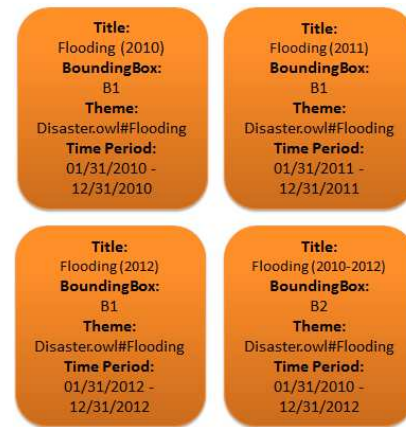 Title:
Flooding (2010)
BoundingBox:
B1
Theme:
Disaster.owl#Flooding
Time Period:
01/31/2010 -
12/31/2010
Title:
Flooding (2011)
BoundingBox:
B1
Theme:
Disaster.owl#Flooding
Time Period:
01/31/2011 -
12/31/2011
Title:
Flooding (2012)
BoundingBox:
B1
Theme:
Disaster.owl#Flooding
Time Period:
01/31/2012 -
12/31/2012
Title:
Flooding (2010-2012)
BoundingBox:
B2
Theme:
Disaster.owl#Flooding
Time Period:
01/31/2010 -
12/31/2012